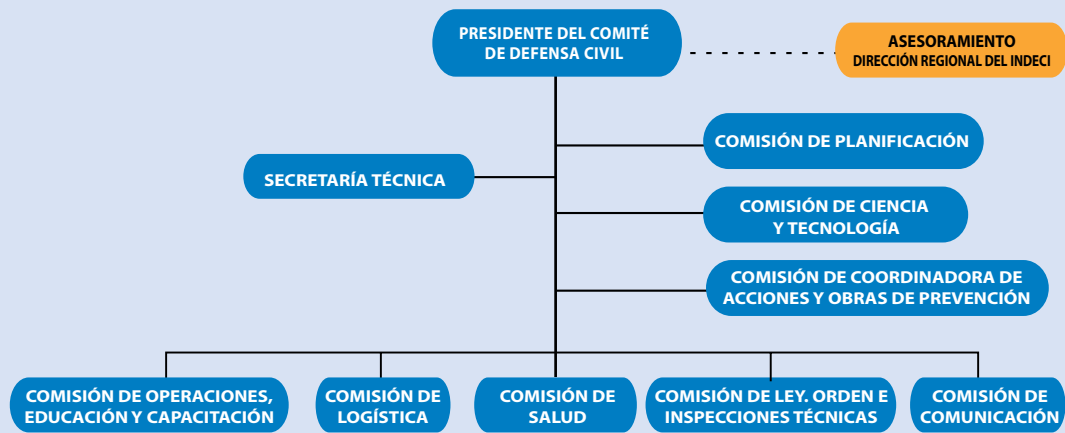 PRESIDENTE DEL COMITÉ
DE DEFENSA CIVIL
ASESORAMIENTO
DIRECCIÓN REGIONAL DEL INDECI
COMISIÓN DE PLANIFICACIÓN
SECRETARÍA TÉCNICA
COMISIÓN DE CIENCIA
Y TECNOLOGÍA
COMISIÓN DE COORDINADORA DE
ACCIONES Y OBRAS DE PREVENCIÓN
COMISIÓN DE OPERACIONES,
EDUCACIÓN Y CAPACITACIÓN
COMISIÓN DE
LOGÍSTICA
COMISIÓN DE
SALUD
COMISIÓN DE LEY. ORDEN E
INSPECCIONES TÉCNICAS
COMISIÓN DE
COMUNICACIÓN